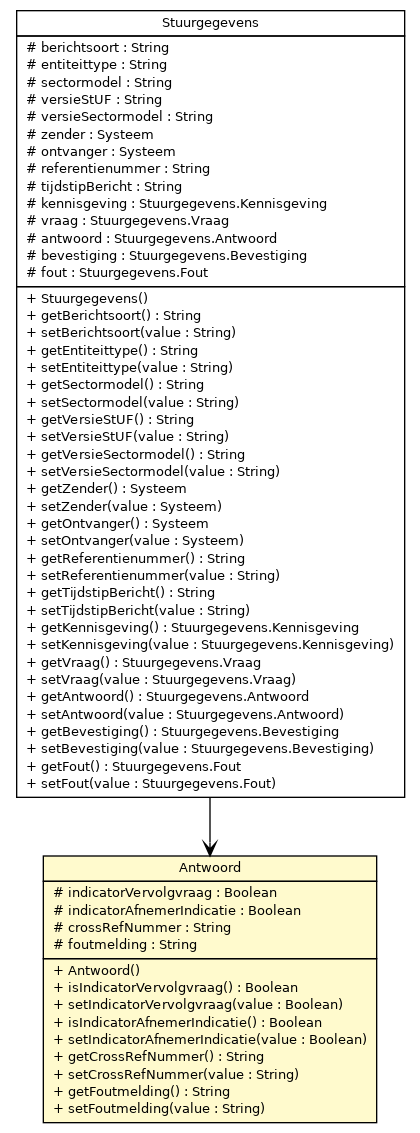 Stuurgegevens
# berichtsoort : String
# entiteittype : String
# sectormodel : String
# versieStUF : String
# versieSectormodel : String
# zender : Systeem
# ontvanger : Systeem
# referentienummer : String
# tijdstipBericht : String
# kennisgeving : Stuurgegevens.Kennisgeving
# vraag : Stuurgegevens.Vraag
# antwoord : Stuurgegevens.Antwoord
# bevestiging : Stuurgegevens.Bevestiging
# fout : Stuurgegevens.Fout
+ Stuurgegevens()
+ getBerichtsoort() : String
+ setBerichtsoort(value : String)
+ getEntiteittype() : String
+ setEntiteittype(value : String)
+ getSectormodel() : String
+ setSectormodel(value : String)
+ getVersieStUF() : String
+ setVersieStUF(value : String)
+ getVersieSectormodel() : String
+ setVersieSectormodel(value : String)
+ getZender() : Systeem
+ setZender(value : Systeem)
+ getOntvanger() : Systeem
+ setOntvanger(value : Systeem)
+ getReferentienummer() : String
+ setReferentienummer(value : String)
+ getTijdstipBericht() : String
+ setTijdstipBericht(value : String)
+ getKennisgeving() : Stuurgegevens.Kennisgeving
+ setKennisgeving(value : Stuurgegevens.Kennisgeving)
+ getVraag() : Stuurgegevens.Vraag
+ setVraag(value : Stuurgegevens.Vraag)
+ getAntwoord() : Stuurgegevens.Antwoord
+ setAntwoord(value : Stuurgegevens.Antwoord)
+ getBevestiging() : Stuurgegevens.Bevestiging
+ setBevestiging(value : Stuurgegevens.Bevestiging)
+ getFout() : Stuurgegevens.Fout
+ setFout(value : Stuurgegevens.Fout)
Antwoord
# indicatorVervolgvraag : Boolean
# indicatorAfnemerIndicatie : Boolean
# crossRefNummer : String
# foutmelding : String
+ Antwoord()
+ isIndicatorVervolgvraag() : Boolean
+ setIndicatorVervolgvraag(value : Boolean)
+ isIndicatorAfnemerIndicatie() : Boolean
+ setIndicatorAfnemerIndicatie(value : Boolean)
+ getCrossRefNummer() : String
+ setCrossRefNummer(value : String)
+ getFoutmelding() : String
+ setFoutmelding(value : String)